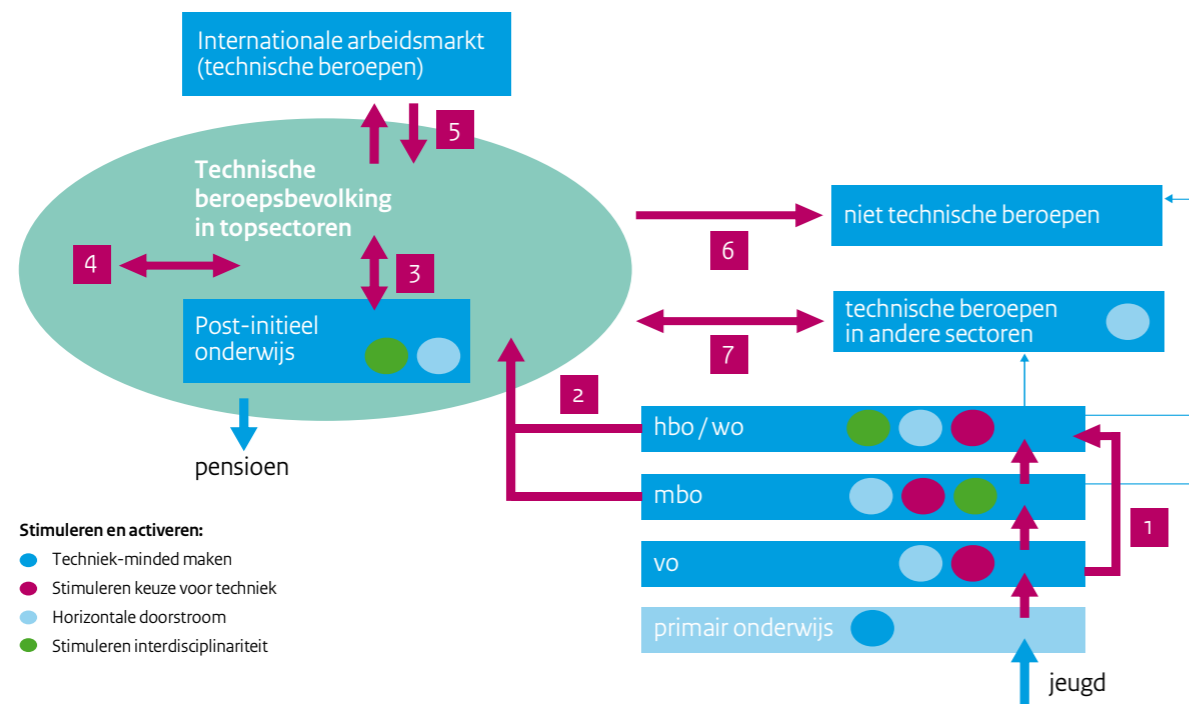 Internationale arbeidsmarkt
(technische beroepen)
5
Technische
beroepsbevolking
in topsectoren
4
3
Post-initieel
onderwijs
pensioen
niet technische beroepen
6
technische beroepen
in andere sectoren
7
2
hbo / wo
mbo
1
vo
primair onderwijs
jeugd
Stimuleren en activeren:
Techniek-minded maken
Stimuleren keuze voor techniek
Horizontale doorstroom
Stimuleren interdisciplinariteit